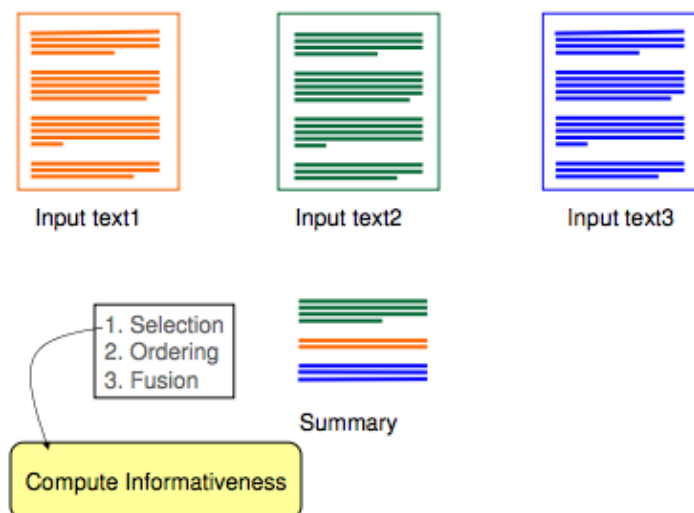 Input text1
Input text2
Input text3
1. Selection
2. Ordering
3. Fusion
Summary
Compute Informativeness